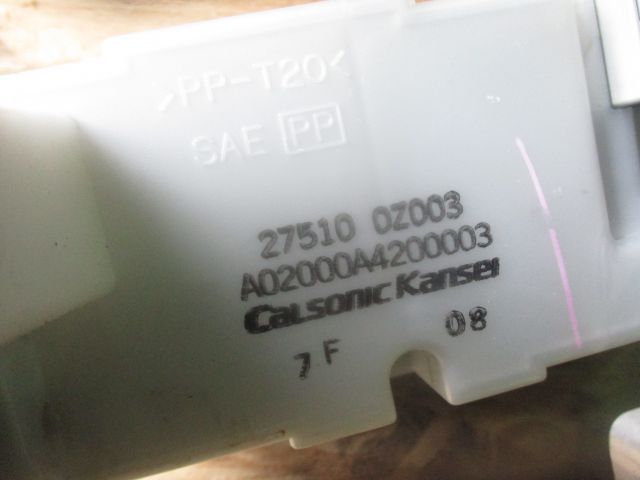 >PP-T20<
SAE PP
27510 0Z003
A02000A4200003
CALSONIC KANSEI
7 F 08